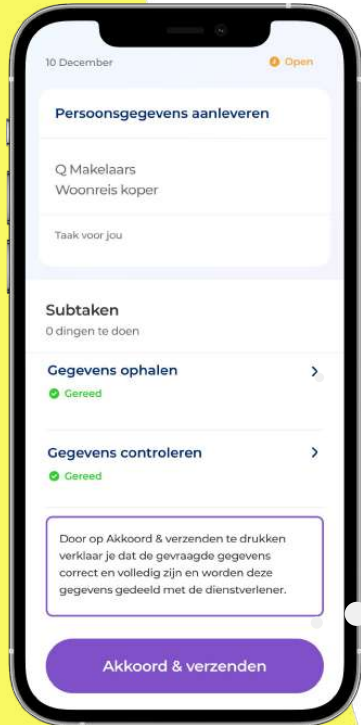 10 December
Open
Persoonsgegevens aanleveren
Q Makelaars
Woonreis koper
Taak voor jou
Subtaken
0 dingen te doen
Gegevens ophalen
Gereed
Gegevens controleren
Gereed
Door op Akkoord & verzenden te drukken
verklaar je dat de gevraagde gegevens
correct en volledig zijn en worden deze
gegevens gedeeld met de dienstverlener.
Akkoord & verzenden